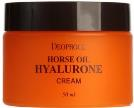 DEOPROCE
HORSE OIL
HYALURONE
CREAM
50 ml